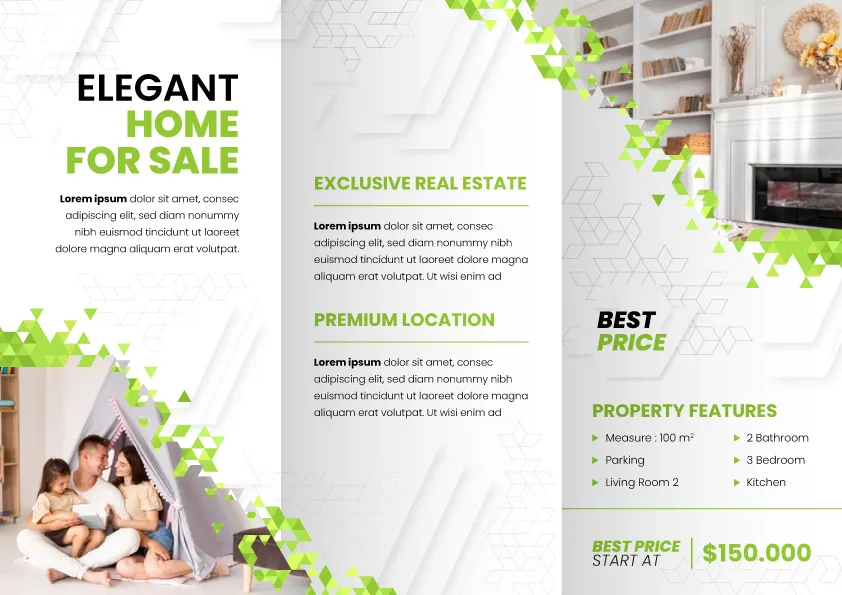 ELEGANT
HOME
FOR SALE
Lorem ipsum dolor sit amet, consec
adipiscing elit, sed diam nonummy
nibh euismod tincidunt ut laoreet
dolore magna aliquam erat volutpat.
EXCLUSIVE REAL ESTATE
Lorem ipsum dolor sit amet, consec
adipiscing elit, sed diam nonummy nibh
euismod tincidunt ut laoreet dolore magna
aliquam erat volutpat. Ut wisi enim ad
PREMIUM LOCATION
Lorem ipsum dolor sit amet, consec
adipiscing elit, sed diam nonummy nibh
euismod tincidunt ut laoreet dolore magna
aliquam erat volutpat. Ut wisi enim ad
BEST
PRICE
PROPERTY FEATURES
Measure : 100 m²
Parking
Living Room 2
2 Bathroom
3 Bedroom
Kitchen
BEST PRICE
START AT
$150.000